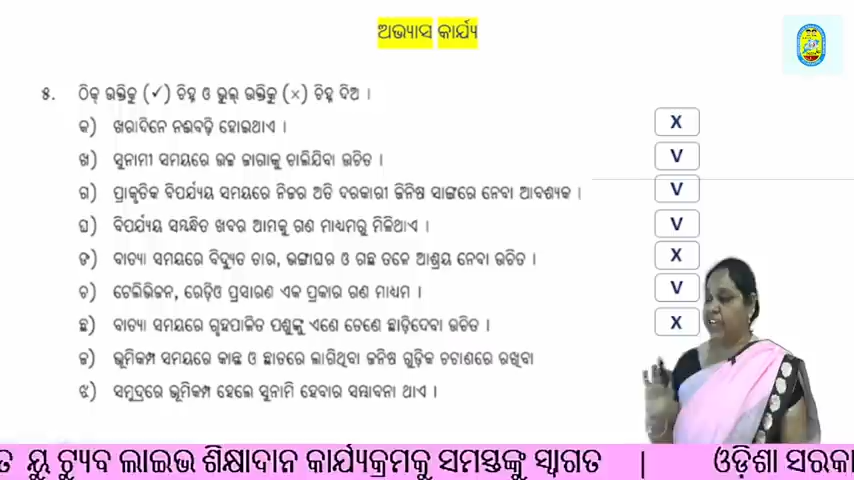 ଅଭ୍ୟାସ କାର୍ଯ୍ୟ
୫. ଠିକ୍ ଉକ୍ତିକୁ (✓) ଚିହ୍ନ ଓ ଭୁଲ୍ ଉକ୍ତିକୁ (×) ଚିହ୍ନ ଦିଅ ।
କ) ଖରାଦିନେ ନଈବଢ଼ି ହୋଇଥାଏ । X
ଖ) ସୁନାମୀ ସମୟରେ ଉଚ୍ଚ ଜାଗାକୁ ଚାଲିଯିବା ଉଚିତ । V
ଗ) ପ୍ରାକୃତିକ ବିପର୍ଯ୍ୟୟ ସମୟରେ ନିଜର ଅତି ଦରକାରୀ ଜିନିଷ ସାଙ୍ଗରେ ନେବା ଆବଶ୍ୟକ । V
ଘ) ବିପର୍ଯ୍ୟୟ ସମ୍ବନ୍ଧିତ ଖବର ଆମକୁ ଗଣ ମାଧ୍ୟମରୁ ମିଳିଥାଏ । V
ଙ) ବାତ୍ୟା ସମୟରେ ବିଦ୍ୟୁତ ତାର, ଭଙ୍ଗାଘର ଓ ଗଛ ତଳେ ଆଶ୍ରୟ ନେବା ଉଚିତ । X
ଚ) ଟେଲିଭିଜନ, ରେଡ଼ିଓ ପ୍ରସାରଣ ଏକ ପ୍ରକାର ଗଣ ମାଧ୍ୟମ । V
ଛ) ବାତ୍ୟା ସମୟରେ ଗୃହପାଳିତ ପଶୁଙ୍କୁ ଏଣେ ତେଣେ ଛାଡ଼ିଦେବା ଉଚିତ । X
ଜ) ଭୂମିକମ୍ପ ସମୟରେ କାନ୍ଥ ଓ ଛାତରେ ଲାଗିଥିବା ଜନିଷ ଗୁଡ଼ିକ ଚଟାଣରେ ରଖିବା
ଝ) ସମୁଦ୍ରରେ ଭୂମିକମ୍ପ ହେଲେ ସୁନାମି ହେବାର ସମ୍ଭାବନା ଥାଏ ।
ତ ୟୁ ଟ୍ୟୁବ ଲାଇଭ ଶିକ୍ଷାଦାନ କାର୍ଯ୍ୟକ୍ରମକୁ ସମସ୍ତଙ୍କୁ ସ୍ୱାଗତ | ଓଡ଼ିଶା ସରକା